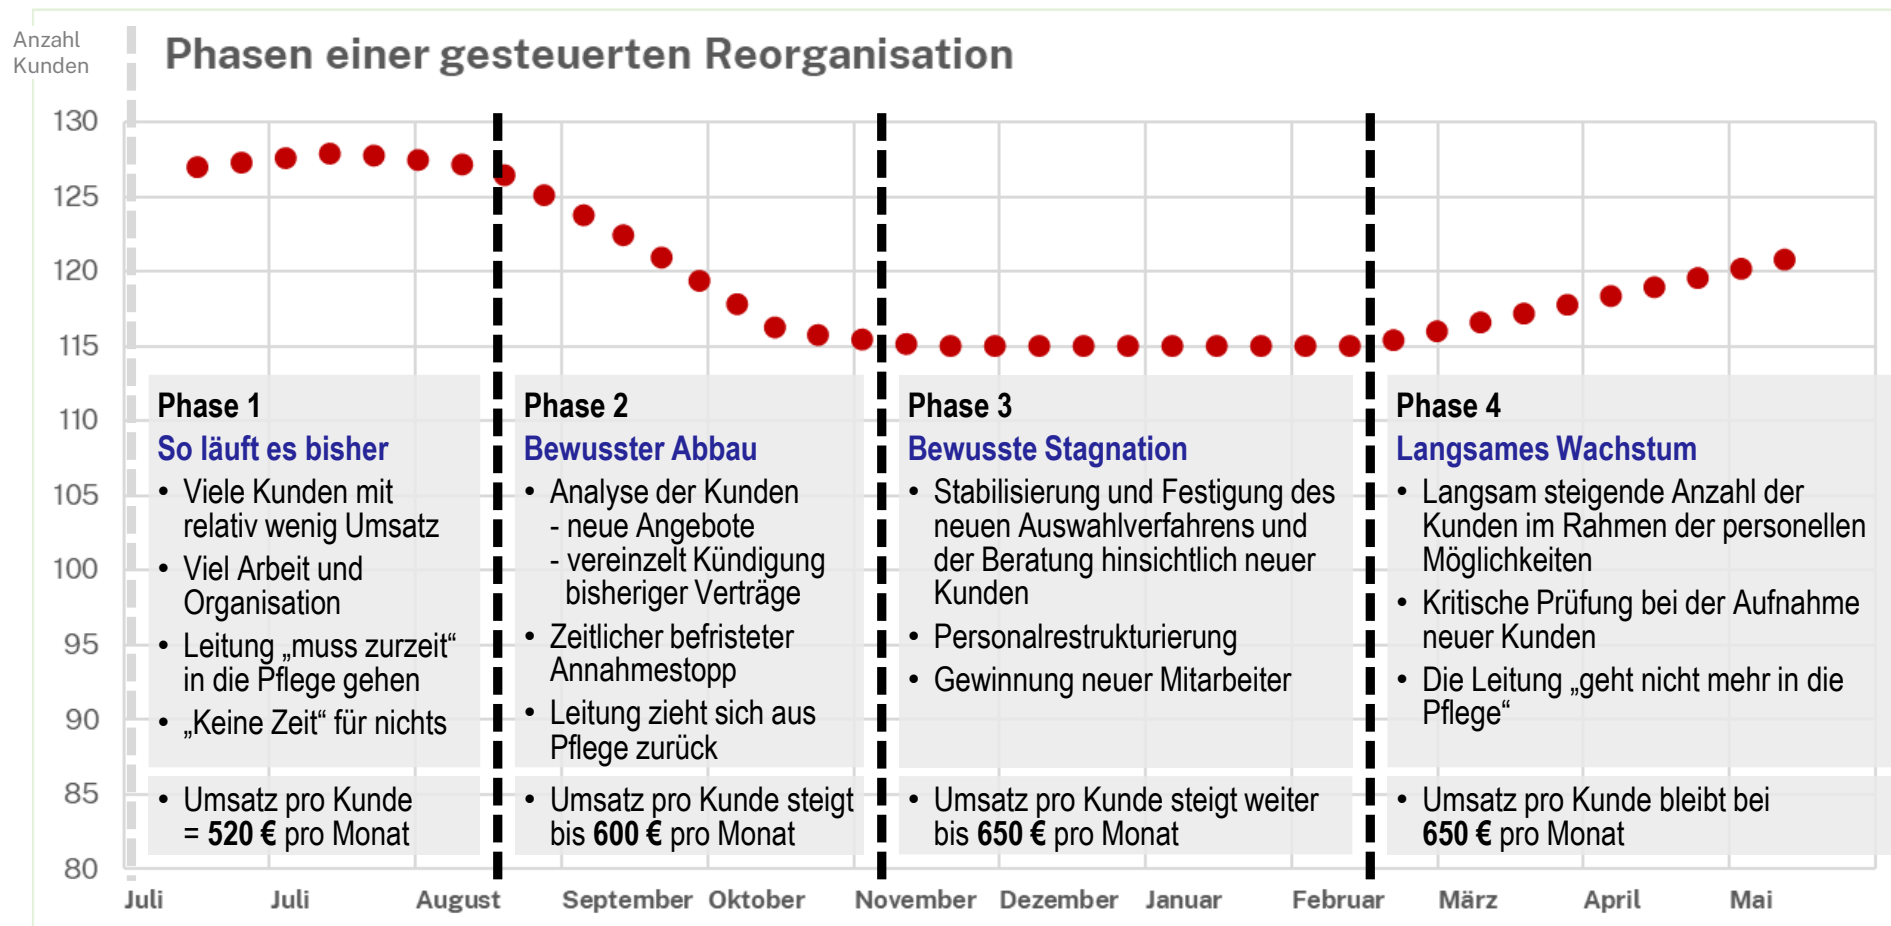 Anzahl
Kunden
Phasen einer gesteuerten Reorganisation
130
125
120
115
110
105
100
95
90
85
80
Phase 1
So läuft es bisher
• Viele Kunden mit
relativ wenig Umsatz
• Viel Arbeit und
Organisation
• Leitung „muss zurzeit“
in die Pflege gehen
• „Keine Zeit“ für nichts
• Umsatz pro Kunde
= 520 € pro Monat
Phase 2
Bewusster Abbau
• Analyse der Kunden
- neue Angebote
- vereinzelt Kündigung
bisheriger Verträge
• Zeitlicher befristeter
Annahmestopp
• Leitung zieht sich aus
Pflege zurück
• Umsatz pro Kunde steigt
bis 600 € pro Monat
Phase 3
Bewusste Stagnation
• Stabilisierung und Festigung des
neuen Auswahlverfahrens und
der Beratung hinsichtlich neuer
Kunden
• Personalrestrukturierung
• Gewinnung neuer Mitarbeiter
• Umsatz pro Kunde steigt weiter
bis 650 € pro Monat
Phase 4
Langsames Wachstum
• Langsam steigende Anzahl der
Kunden im Rahmen der personellen
Möglichkeiten
• Kritische Prüfung bei der Aufnahme
neuer Kunden
• Die Leitung „geht nicht mehr in die
Pflege“
• Umsatz pro Kunde bleibt bei
650 € pro Monat
Juli Juli August September Oktober November Dezember Januar Februar März April Mai